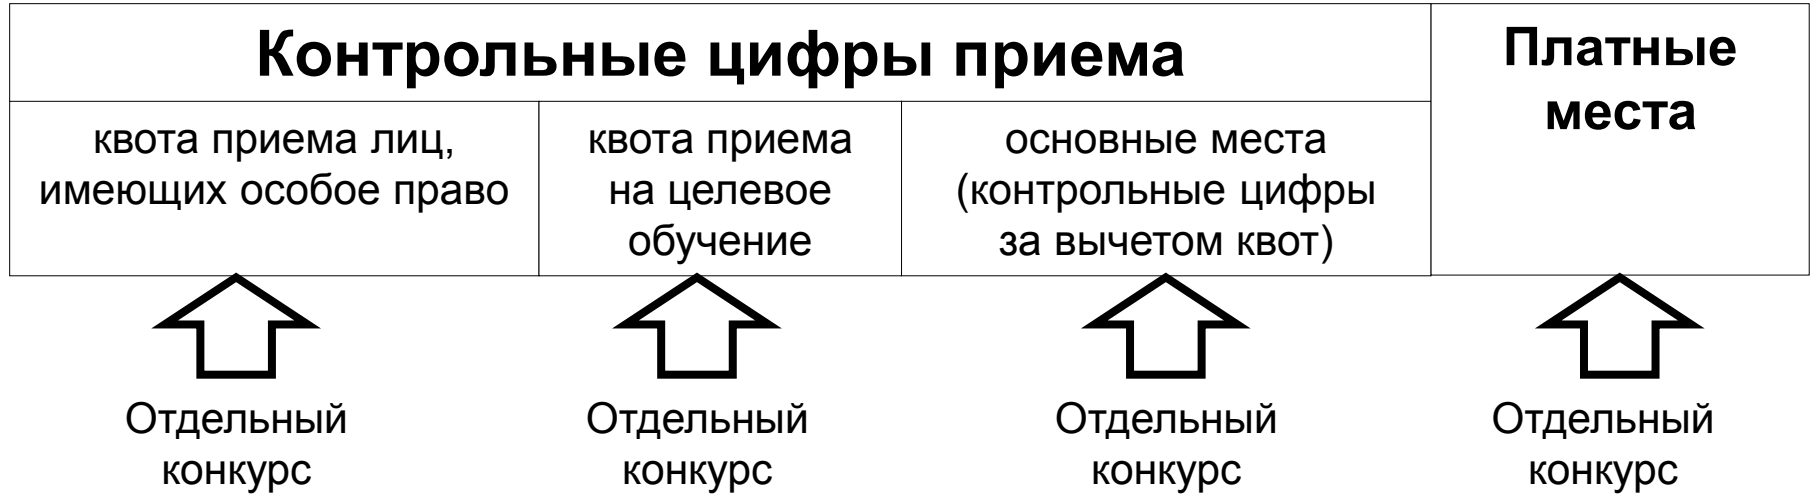 Контрольные цифры приема
Платные
места
квота приема лиц,
имеющих особое право
квота приема
на целевое
обучение
основные места
(контрольные цифры
за вычетом квот)
Отдельный
конкурс
Отдельный
конкурс
Отдельный
конкурс
Отдельный
конкурс